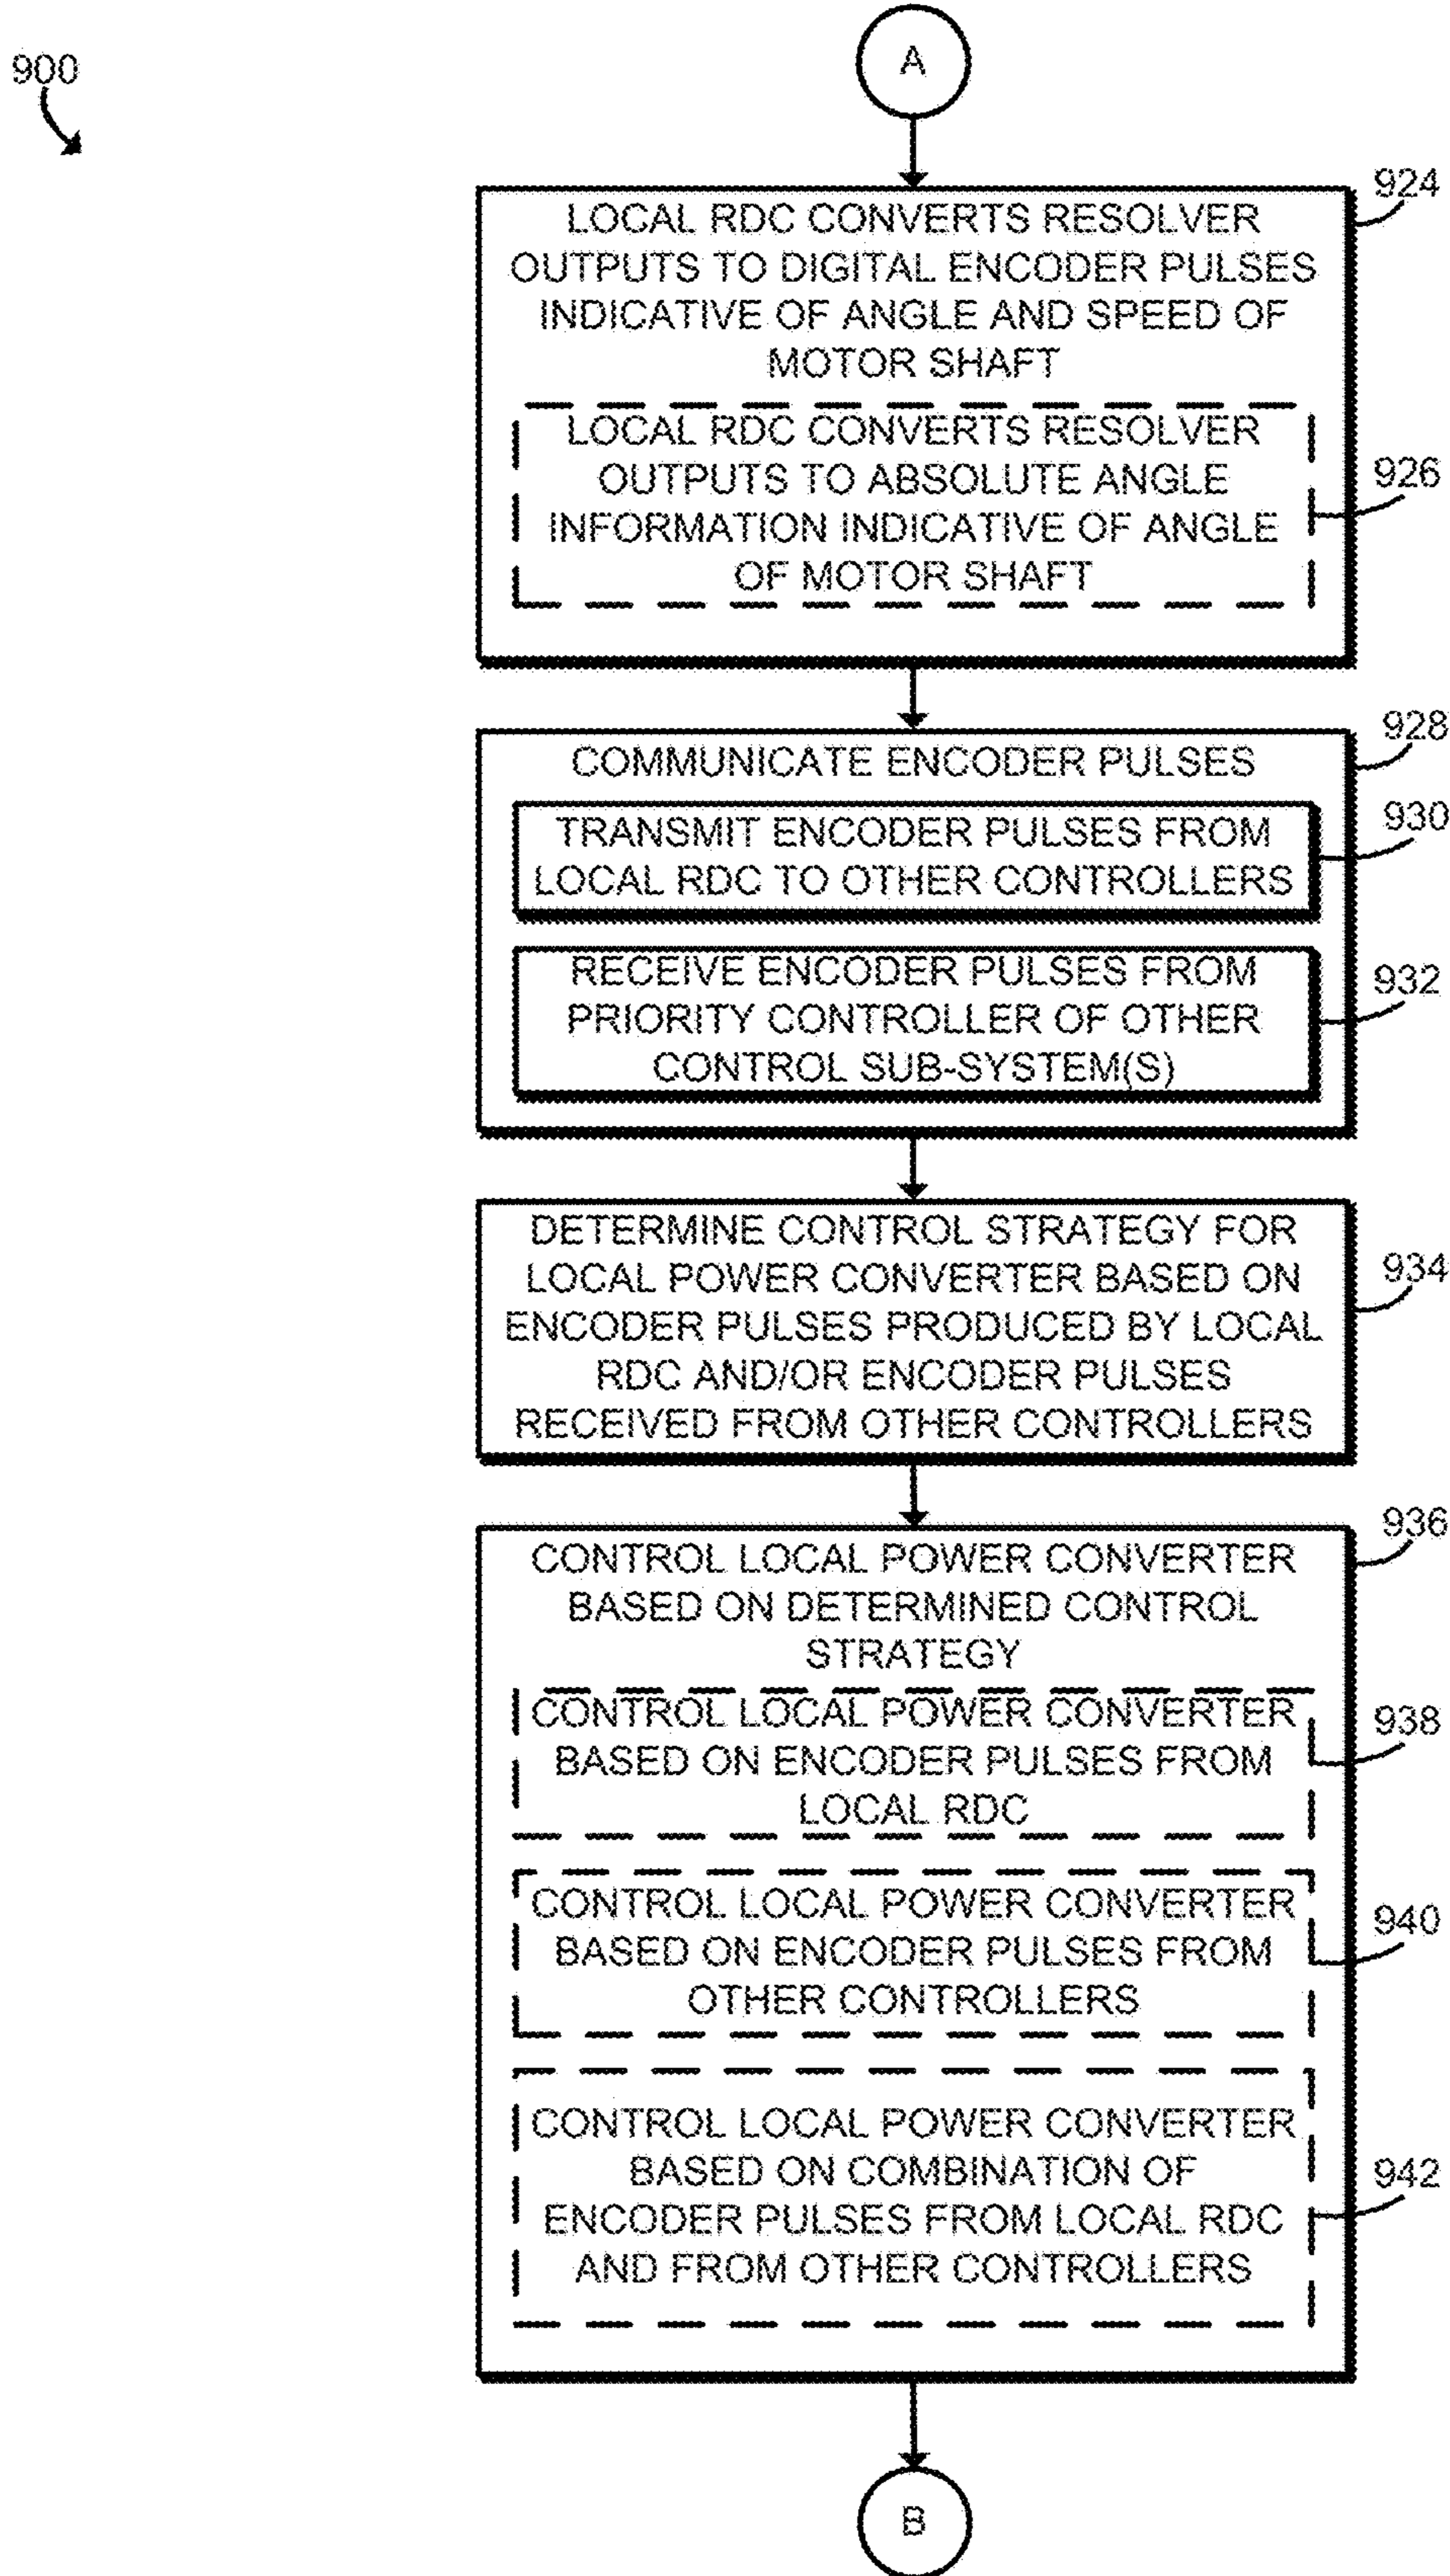 900
A
924
LOCAL RDC CONVERTS RESOLVER
OUTPUTS TO DIGITAL ENCODER PULSES
INDICATIVE OF ANGLE AND SPEED OF
MOTOR SHAFT
LOCAL RDC CONVERTS RESOLVER
OUTPUTS TO ABSOLUTE ANGLE
INFORMATION INDICATIVE OF ANGLE
OF MOTOR SHAFT
926
928
COMMUNICATE ENCODER PULSES
TRANSMIT ENCODER PULSES FROM
LOCAL RDC TO OTHER CONTROLLERS
930
RECEIVE ENCODER PULSES FROM
PRIORITY CONTROLLER OF OTHER
CONTROL SUB-SYSTEM(S)
932
DETERMINE CONTROL STRATEGY FOR
LOCAL POWER CONVERTER BASED ON
ENCODER PULSES PRODUCED BY LOCAL
RDC AND/OR ENCODER PULSES
RECEIVED FROM OTHER CONTROLLERS
934
936
CONTROL LOCAL POWER CONVERTER
BASED ON DETERMINED CONTROL
STRATEGY
CONTROL LOCAL POWER CONVERTER
BASED ON ENCODER PULSES FROM
LOCAL RDC
938
CONTROL LOCAL POWER CONVERTER
BASED ON ENCODER PULSES FROM
OTHER CONTROLLERS
940
CONTROL LOCAL POWER CONVERTER
BASED ON COMBINATION OF
ENCODER PULSES FROM LOCAL RDC
AND FROM OTHER CONTROLLERS
942
B